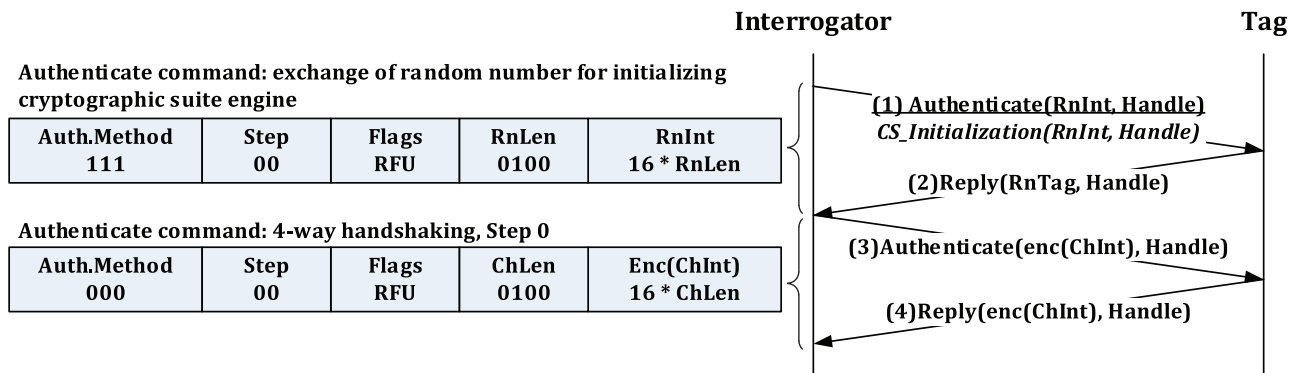 Interrogator Tag
Authenticate command: exchange of random number for initializing
cryptographic suite engine
Auth.Method Step Flags RnLen RnInt
111 00 RFU 0100 16 * RnLen
(1) Authenticate(RnInt, Handle)
CS_Initialization(RnInt, Handle)
(2)Reply(RnTag, Handle)
Authenticate command: 4-way handshaking, Step 0
Auth.Method Step Flags ChLen Enc(ChInt)
000 00 RFU 0100 16 * ChLen
(3)Authenticate(enc(ChInt), Handle)
(4)Reply(enc(ChInt), Handle)